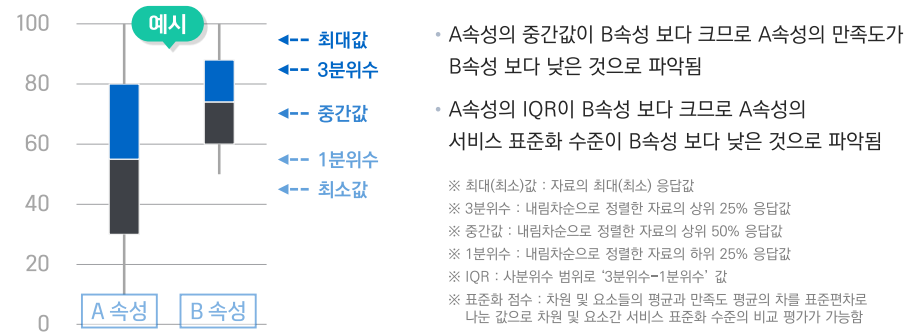 예시
100
80
60
40
20
0
최대값
3분위수
중간값
1분위수
최소값
A 속성
B 속성
• A속성의 중간값이 B속성 보다 크므로 A속성의 만족도가
B속성 보다 낮은 것으로 파악됨
• A속성의 IQR이 B속성 보다 크므로 A속성의
서비스 표준화 수준이 B속성 보다 낮은 것으로 파악됨
※ 최대(최소)값 : 자료의 최대(최소) 응답값
※ 3분위수 : 내림차순으로 정렬한 자료의 상위 25% 응답값
※ 중간값 : 내림차순으로 정렬한 자료의 상위 50% 응답값
※ 1분위수 : 내림차순으로 정렬한 자료의 하위 25% 응답값
※ IQR : 사분위수 범위로 ‘3분위수-1분위수’ 값
※ 표준화 점수 : 차원 및 요소들의 평균과 만족도 평균의 차를 표준편차로
나눈 값으로 차원 및 요소간 서비스 표준화 수준의 비교 평가가 가능함